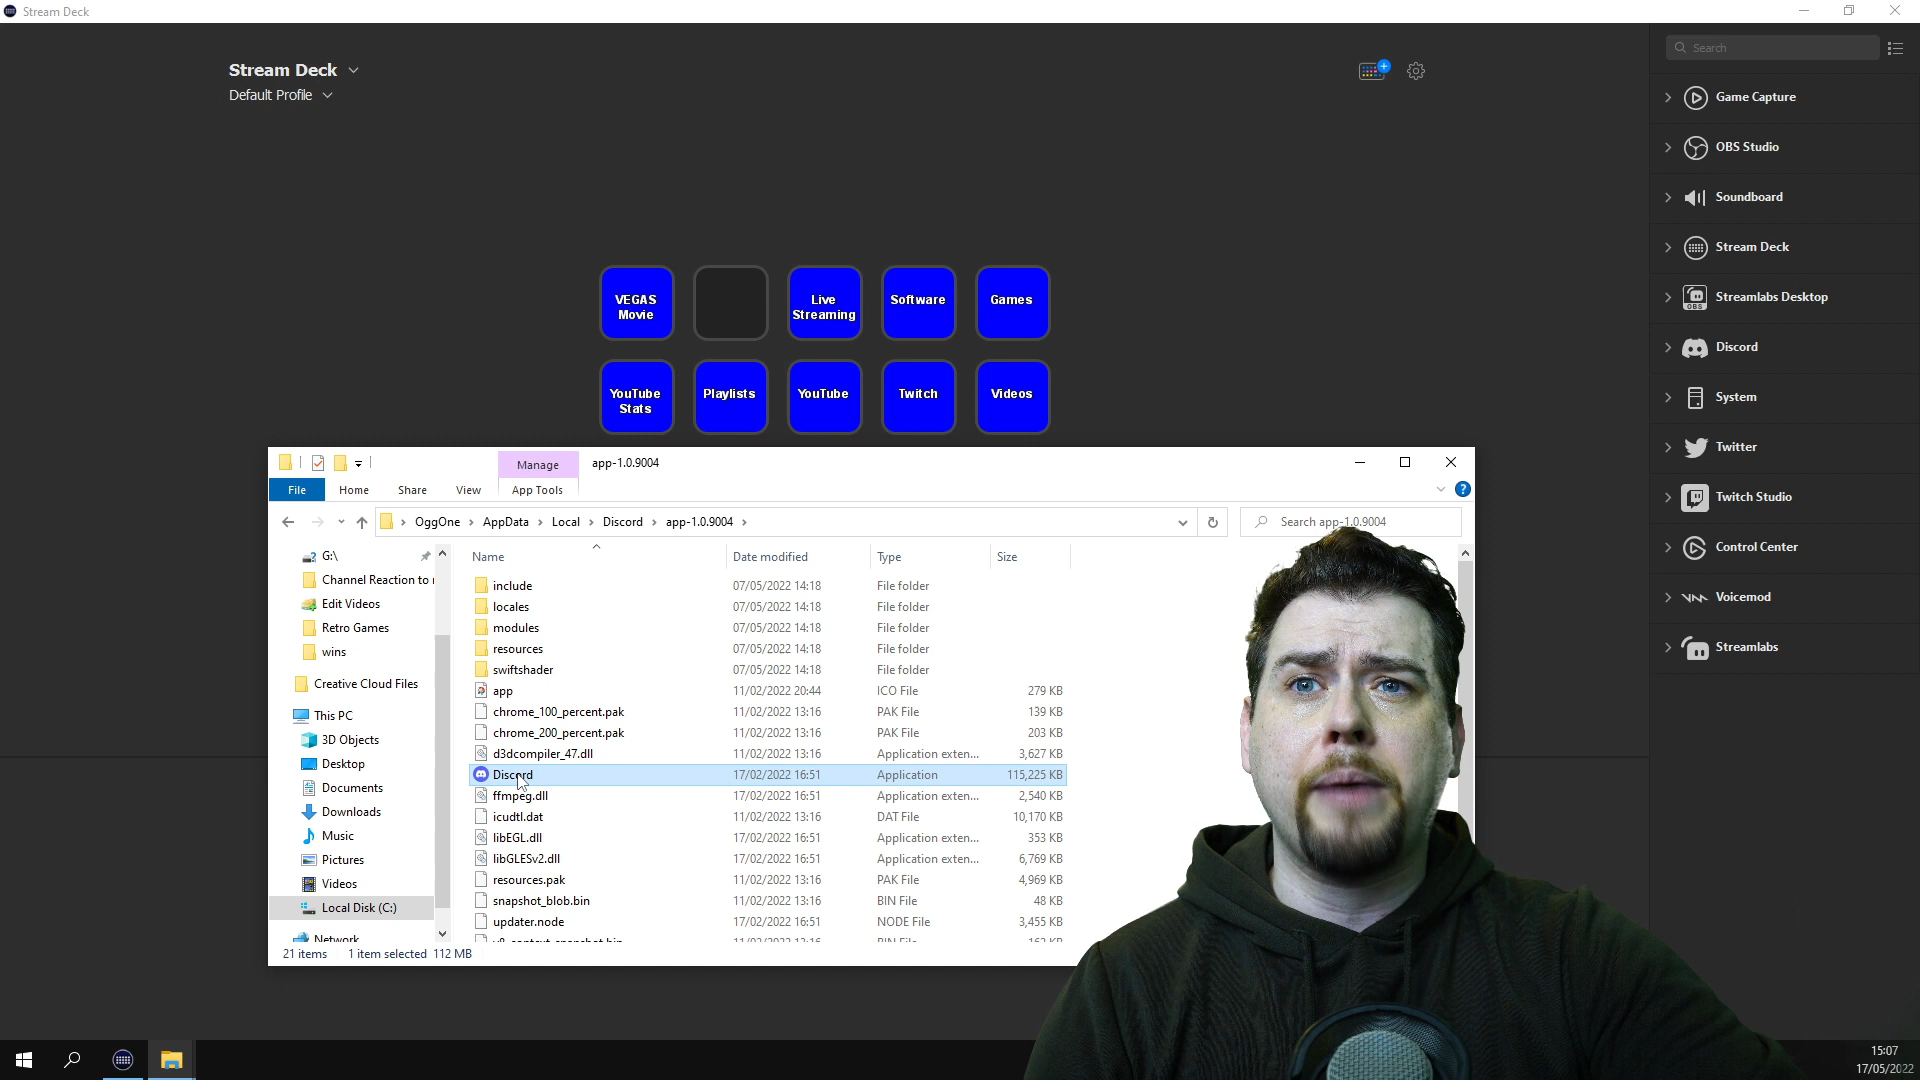 Stream Deck
Stream Deck
Default Profile
Search
Game Capture
OBS Studio
Soundboard
Stream Deck
Streamlabs Desktop
Discord
System
Twitter
Twitch Studio
Control Center
Voicemod
Streamlabs
VEGAS
Movie
Live
Streaming
Software
Games
YouTube
Stats
Playlists
YouTube
Twitch
Videos
Manage
app-1.0.9004
File
Home
Share
View
App Tools
OggOne > AppData > Local > Discord > app-1.0.9004 >
Search app-1.0.9004
G:\
Channel Reaction to
Edit Videos
Retro Games
wins
Creative Cloud Files
This PC
3D Objects
Desktop
Documents
Downloads
Music
Pictures
Videos
Local Disk (C:)
Network
Name Date modified Type Size
include 07/05/2022 14:18 File folder
locales 07/05/2022 14:18 File folder
modules 07/05/2022 14:18 File folder
resources 07/05/2022 14:18 File folder
swiftshader 07/05/2022 14:18 File folder
app 11/02/2022 20:44 ICO File 279 KB
chrome_100_percent.pak 11/02/2022 13:16 PAK File 139 KB
chrome_200_percent.pak 11/02/2022 13:16 PAK File 203 KB
d3dcompiler_47.dll 11/02/2022 13:16 Application exten... 3,627 KB
Discord 17/02/2022 16:51 Application 115,225 KB
ffmpeg.dll 17/02/2022 16:51 Application exten... 2,540 KB
icudtl.dat 11/02/2022 13:16 DAT File 10,170 KB
libEGL.dll 17/02/2022 16:51 Application exten... 353 KB
libGLESv2.dll 17/02/2022 16:51 Application exten... 6,769 KB
resources.pak 11/02/2022 13:16 PAK File 4,969 KB
snapshot_blob.bin 11/02/2022 13:16 BIN File 48 KB
updater.node 17/02/2022 16:51 NODE File 3,455 KB
21 items 1 item selected 112 MB
15:07
17/05/2022